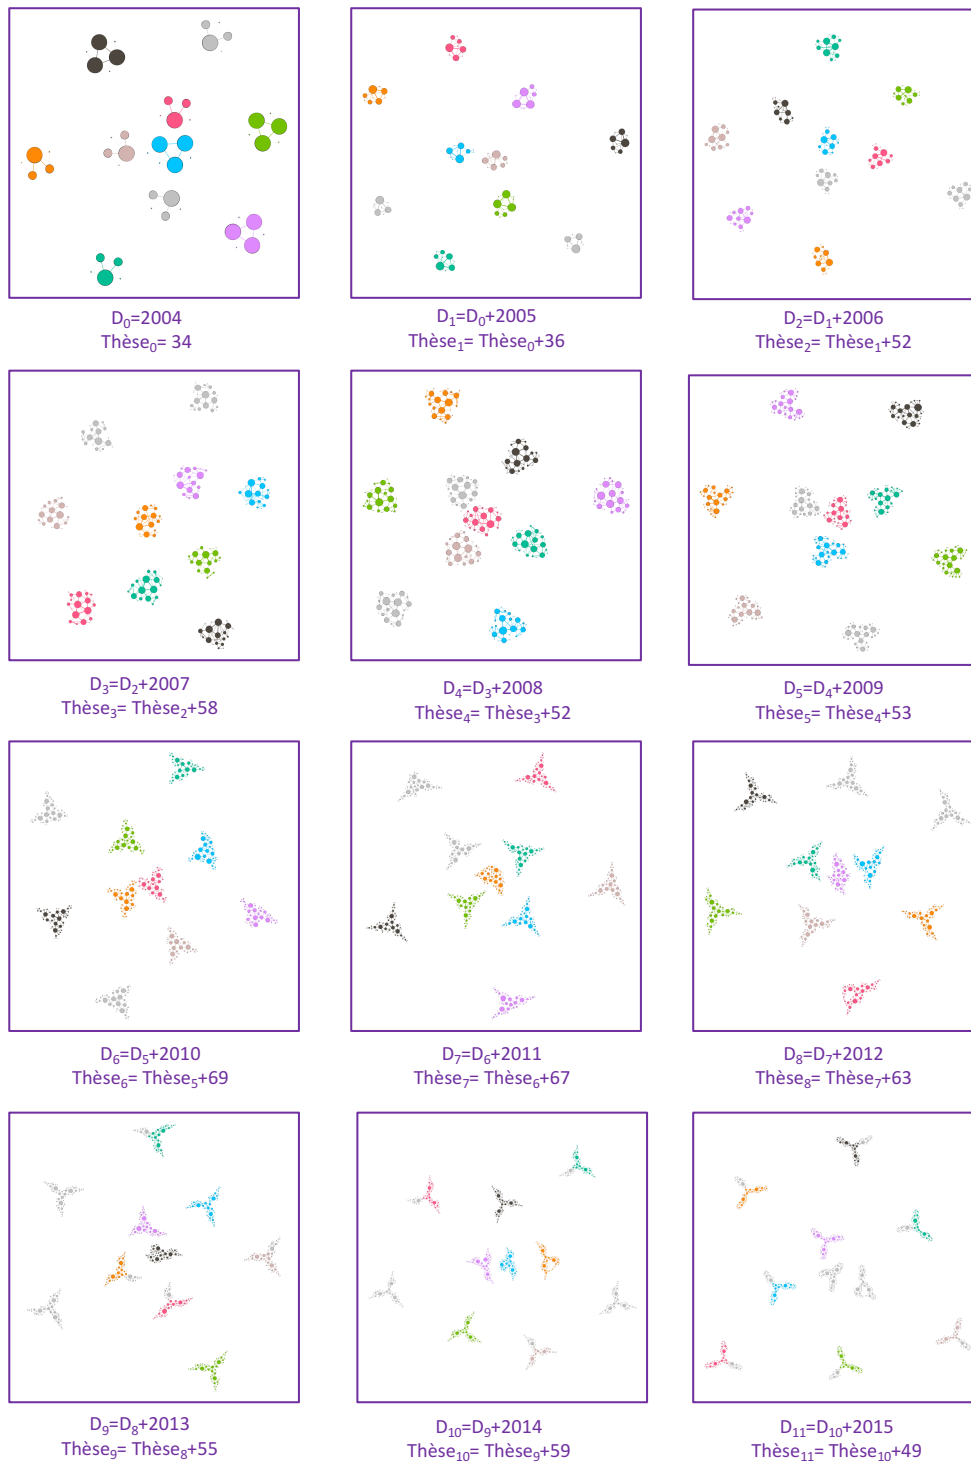 D₀=2004
Thèse₀= 34
D₁=D₀+2005
Thèse₁= Thèse₀+36
D₂=D₁+2006
Thèse₂= Thèse₁+52
D₃=D₂+2007
Thèse₃= Thèse₂+58
D₄=D₃+2008
Thèse₄= Thèse₃+52
D₅=D₄+2009
Thèse₅= Thèse₄+53
D₆=D₅+2010
Thèse₆= Thèse₅+69
D₇=D₆+2011
Thèse₇= Thèse₆+67
D₈=D₇+2012
Thèse₈= Thèse₇+63
D₉=D₈+2013
Thèse₉= Thèse₈+55
D₁₀=D₉+2014
Thèse₁₀= Thèse₉+59
D₁₁=D₁₀+2015
Thèse₁₁= Thèse₁₀+49